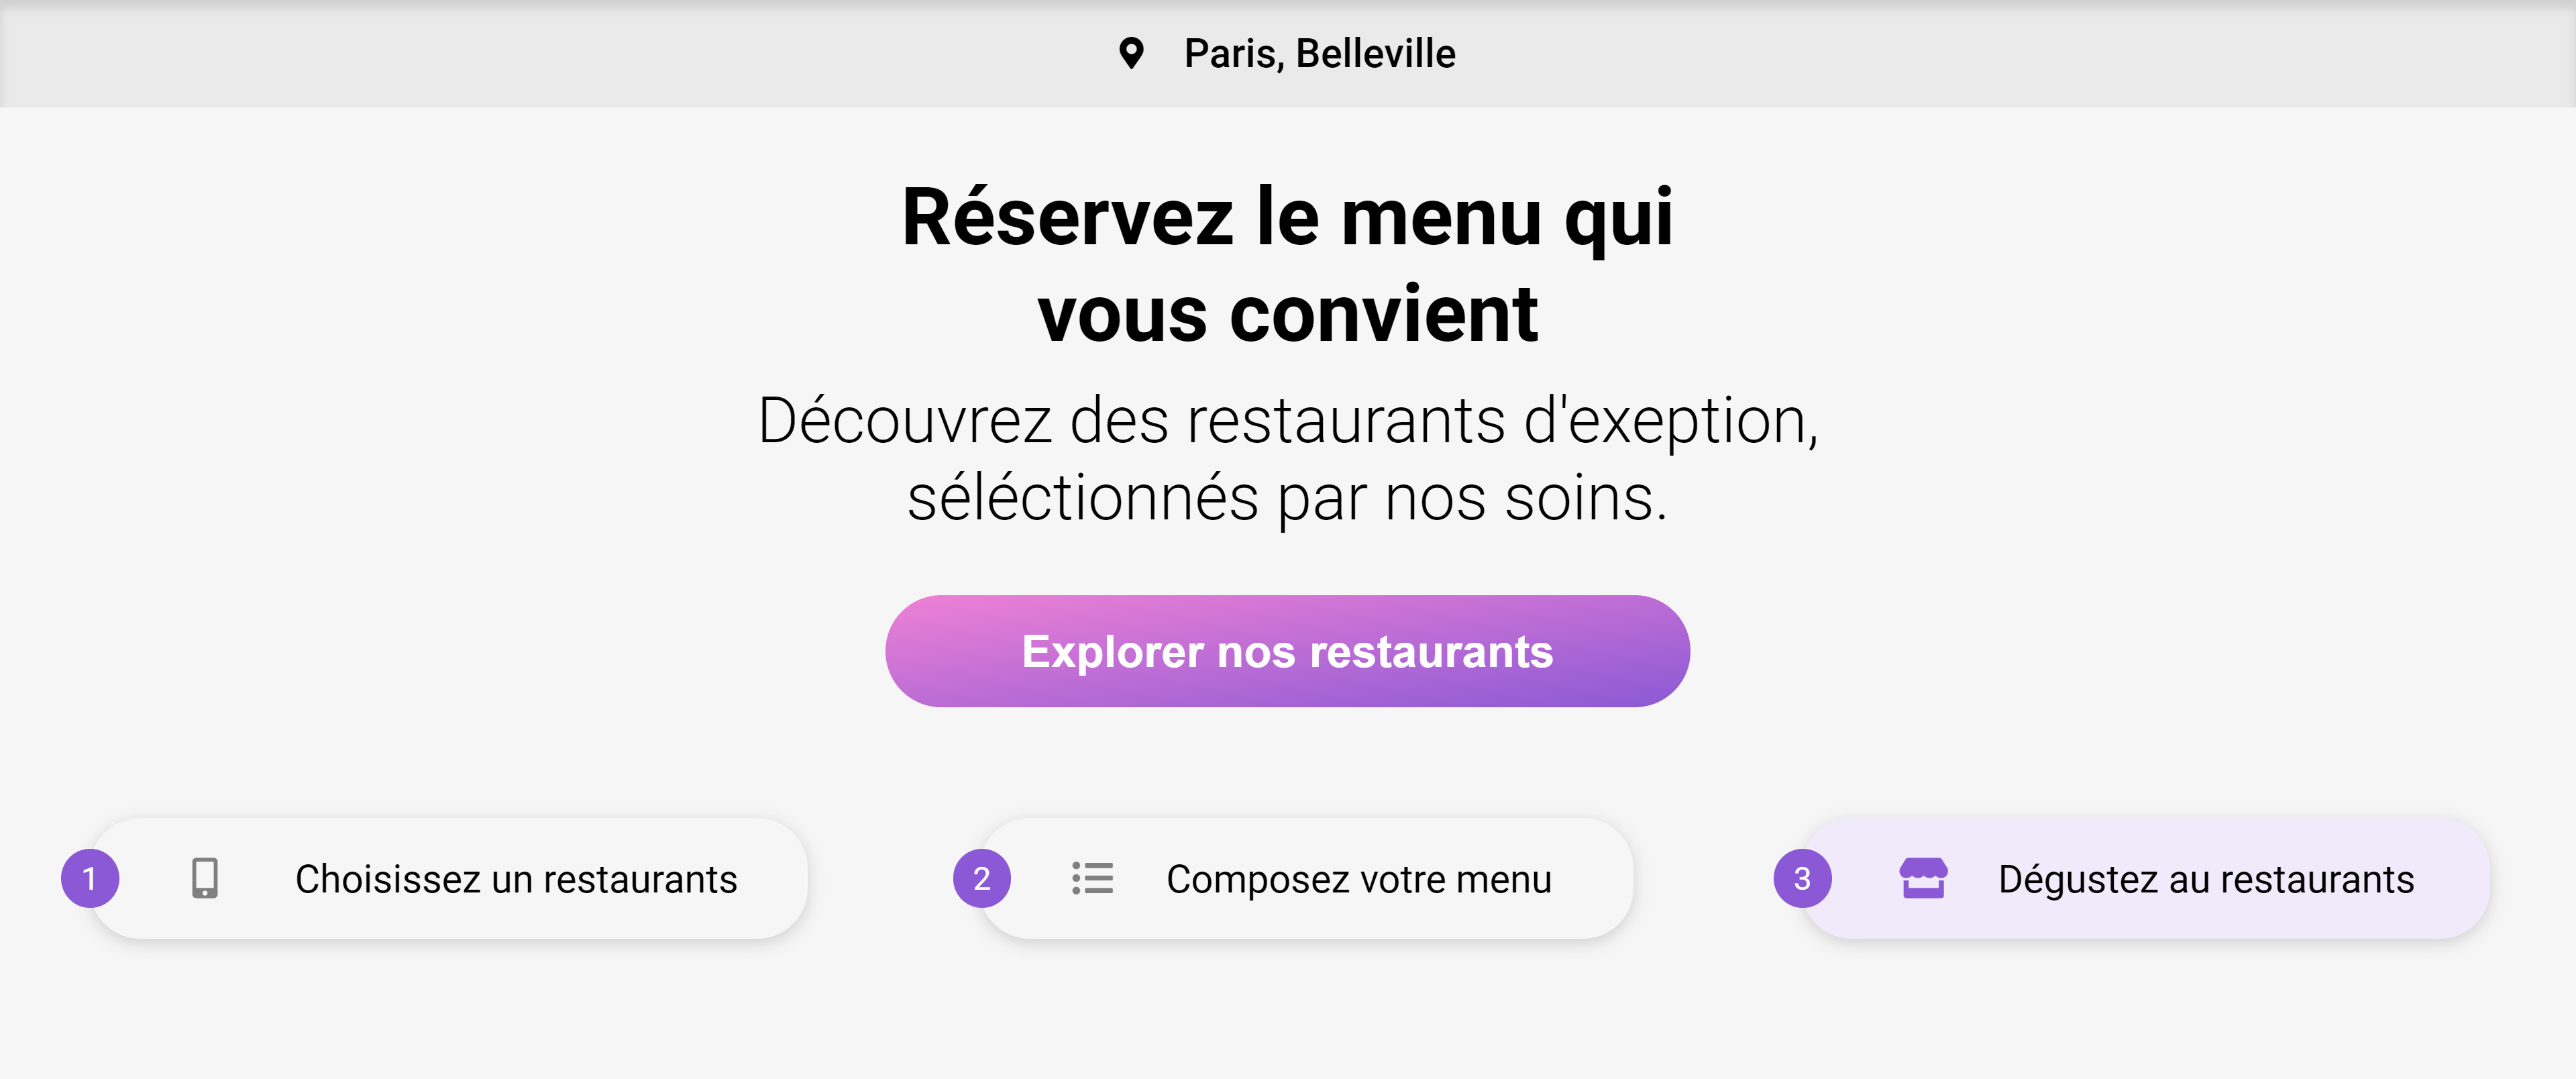 Paris, Belleville
Réservez le menu qui
vous convient
Découvrez des restaurants d'exeption,
séléctionnés par nos soins.
Explorer nos restaurants
1 Choisissez un restaurants
2 Composez votre menu
3 Dégustez au restaurants